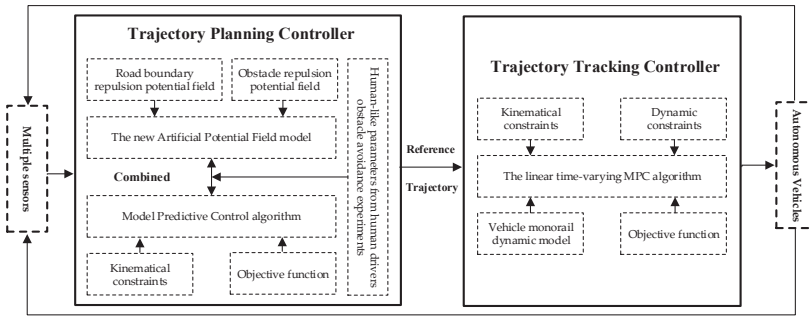 Multiple sensors
Trajectory Planning Controller
Road boundary
repulsion potential field
Obstacle repulsion
potential field
The new Artificial Potential Field model
Combined
Model Predictive Control algorithm
Kinematical
constraints
Objective function
Human-like parameters from human drivers
obstacle avoidance experiments
Reference
Trajectory
Trajectory Tracking Controller
Kinematical
constraints
Dynamic
constraints
The linear time-varying MPC algorithm
Vehicle monorail
dynamic model
Objective function
Autonomous Vehicles